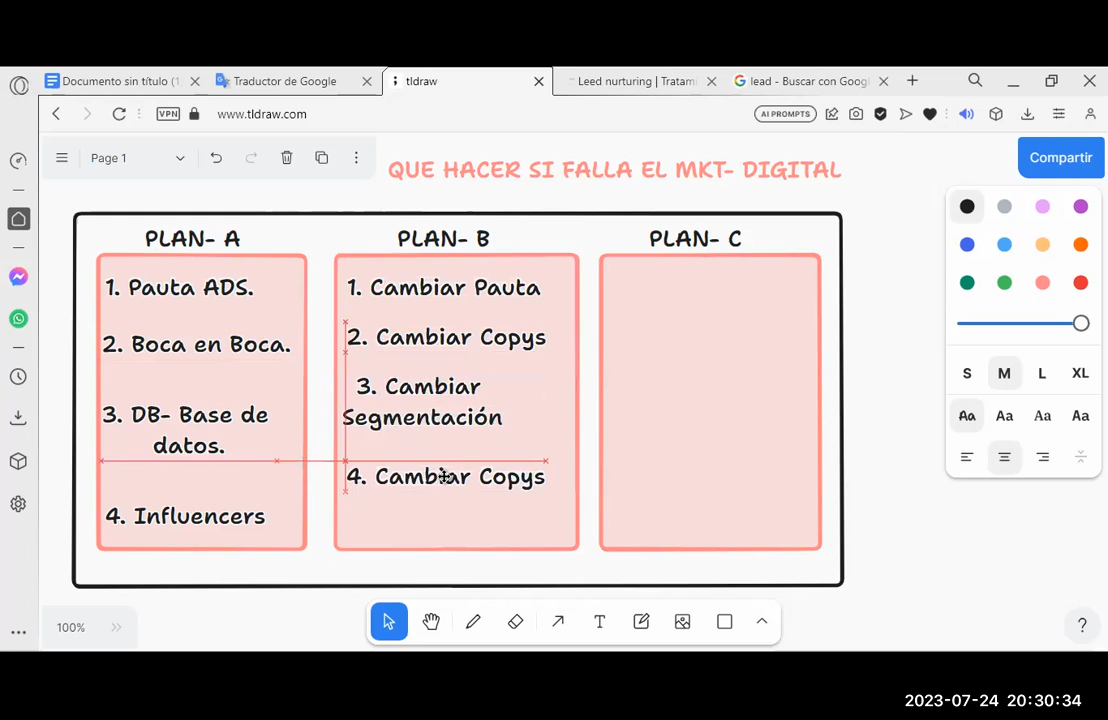 Documento sin título (1
Traductor de Google
tldraw
Leed nurturing | Tratami
lead - Buscar con Googl
VPN
www.tldraw.com
AI PROMPTS
Page 1
QUE HACER SI FALLA EL MKT- DIGITAL
Compartir
PLAN- A
1. Pauta ADS.
2. Boca en Boca.
3. DB- Base de
datos.
4. Influencers
PLAN- B
1. Cambiar Pauta
2. Cambiar Copys
3. Cambiar
Segmentación
4. Cambiar Copys
PLAN- C
S M L XL
Aa Aa Aa Aa
100%
?
2023-07-24 20:30:34